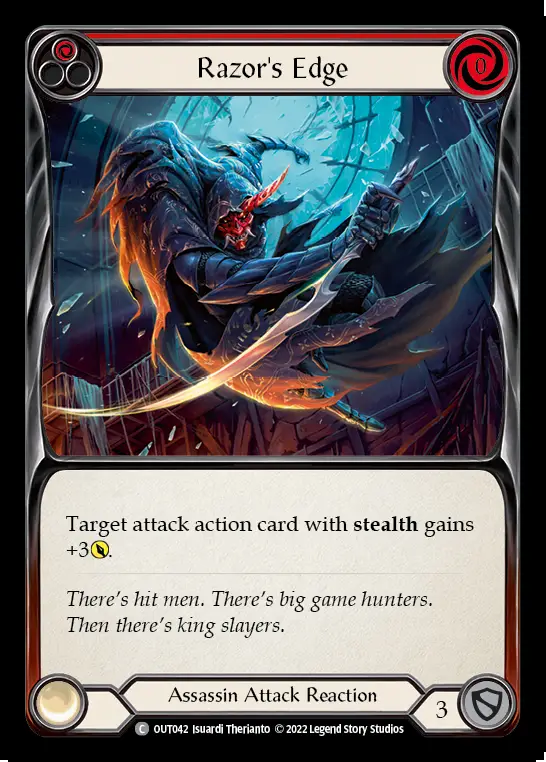 Razor's Edge
0
Target attack action card with stealth gains
+3.
There's hit men. There's big game hunters.
Then there's king slayers.
Assassin Attack Reaction
3
C OUT042 Isuardi Therianto © 2022 Legend Story Studios